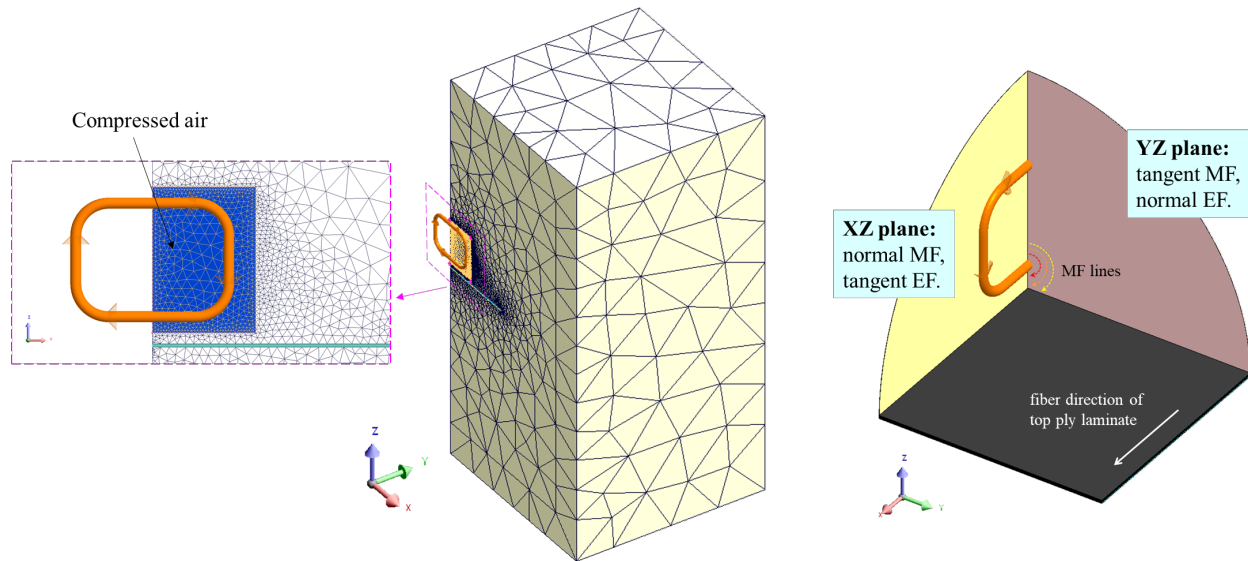 Compressed air
z
x
Z
Y
X
XZ plane:
normal MF,
tangent EF.
YZ plane:
tangent MF,
normal EF.
MF lines
fiber direction of
top ply laminate
Z
X
Y